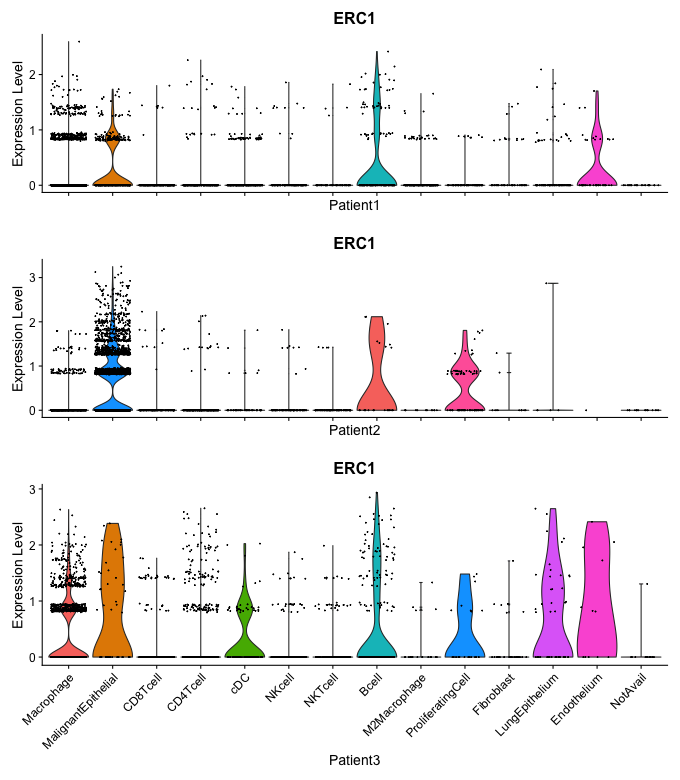 ERC1
Expression Level
2
1
0
Patient1
ERC1
Expression Level
3
2
1
0
Patient2
ERC1
Expression Level
3
2
1
0
Macrophage
MalignantEpithelial
CD8Tcell
CD4Tcell
cDC
NKcell
NKTcell
Bcell
M2Macrophage
ProliferatingCell
Fibroblast
LungEpithelium
Endothelium
NotAvail
Patient3